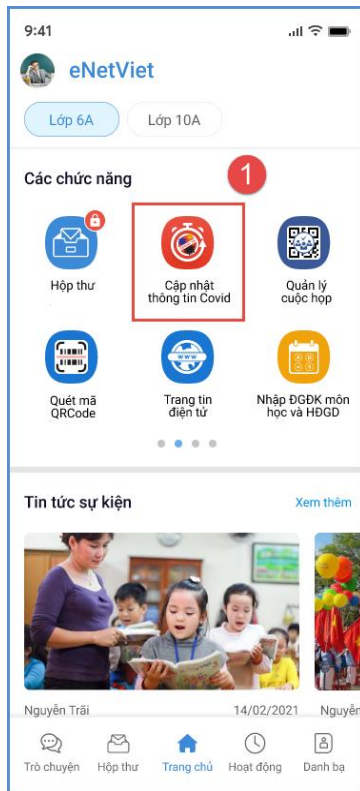 9:41
eNetViet
Lớp 6A
Lớp 10A
Các chức năng
1
Hộp thư
Cập nhật
thông tin Covid
Quản lý
cuộc họp
WWW
Quét mã
QRCode
Trang tin
điện tử
Nhập ĐGĐK môn
học và HĐGD
Tin tức sự kiện
Xem thêm
Nguyễn Trãi
14/02/2021
Nguyễn
Trò chuyện
Hộp thư
Trang chủ
Hoạt động
Danh bạ